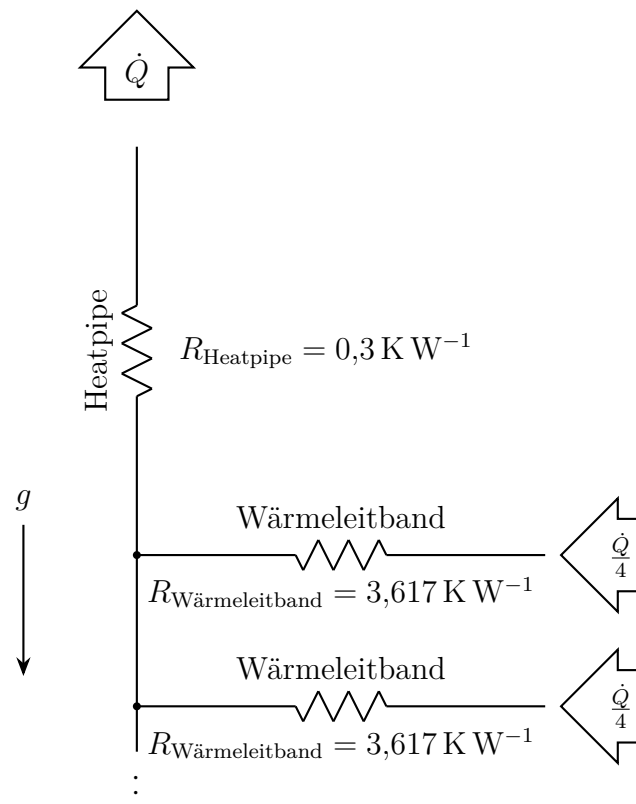 Q̇
Heatpipe
R_Heatpipe = 0,3 K W⁻¹
g
Wärmeleitband
Q̇/4
R_Wärmeleitband = 3,617 K W⁻¹
Wärmeleitband
Q̇/4
R_Wärmeleitband = 3,617 K W⁻¹
⋮